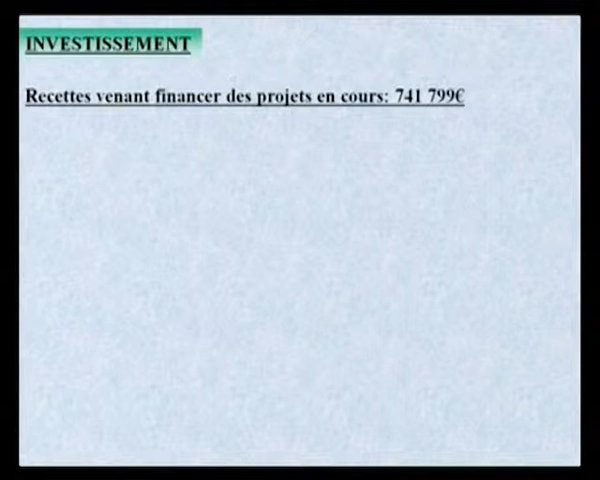 INVESTISSEMENT
Recettes venant financer des projets en cours: 741 799€